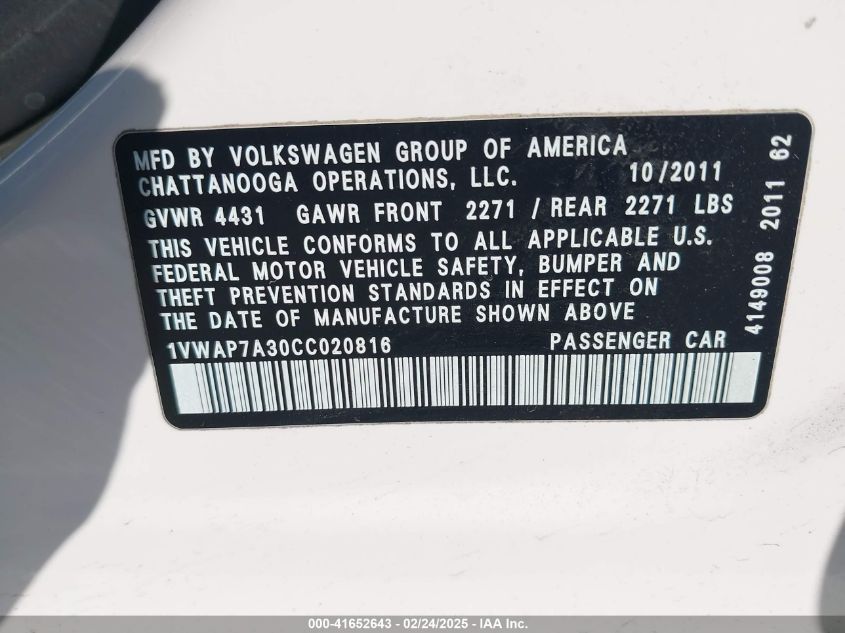 MFD BY VOLKSWAGEN GROUP OF AMERICA
CHATTANOOGA OPERATIONS, LLC. 10/2011
GVWR 4431 GAWR FRONT 2271 / REAR 2271 LBS
THIS VEHICLE CONFORMS TO ALL APPLICABLE U.S.
FEDERAL MOTOR VEHICLE SAFETY, BUMPER AND
THEFT PREVENTION STANDARDS IN EFFECT ON
THE DATE OF MANUFACTURE SHOWN ABOVE
1VWAP7A30CC020816 PASSENGER CAR
4149008 2011 62
000-41652643 - 02/24/2025 - IAA Inc.